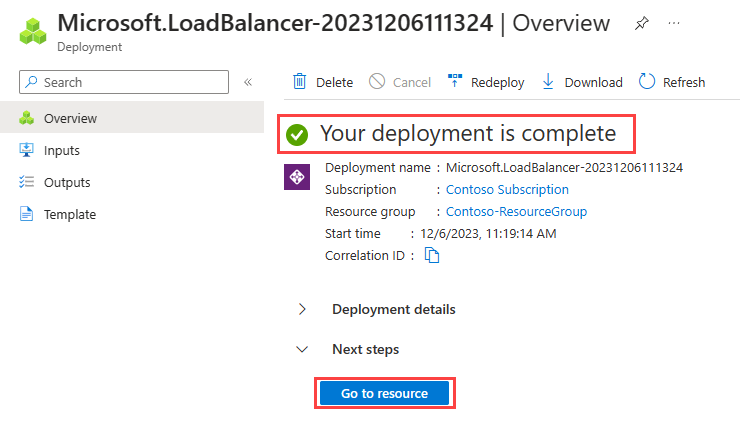 Microsoft.LoadBalancer-20231206111324 | Overview
Deployment
Search
Overview
Inputs
Outputs
Template
Delete Cancel Redeploy Download Refresh
Your deployment is complete
Deployment name : Microsoft.LoadBalancer-20231206111324
Subscription : Contoso Subscription
Resource group : Contoso-ResourceGroup
Start time : 12/6/2023, 11:19:14 AM
Correlation ID :
Deployment details
Next steps
Go to resource